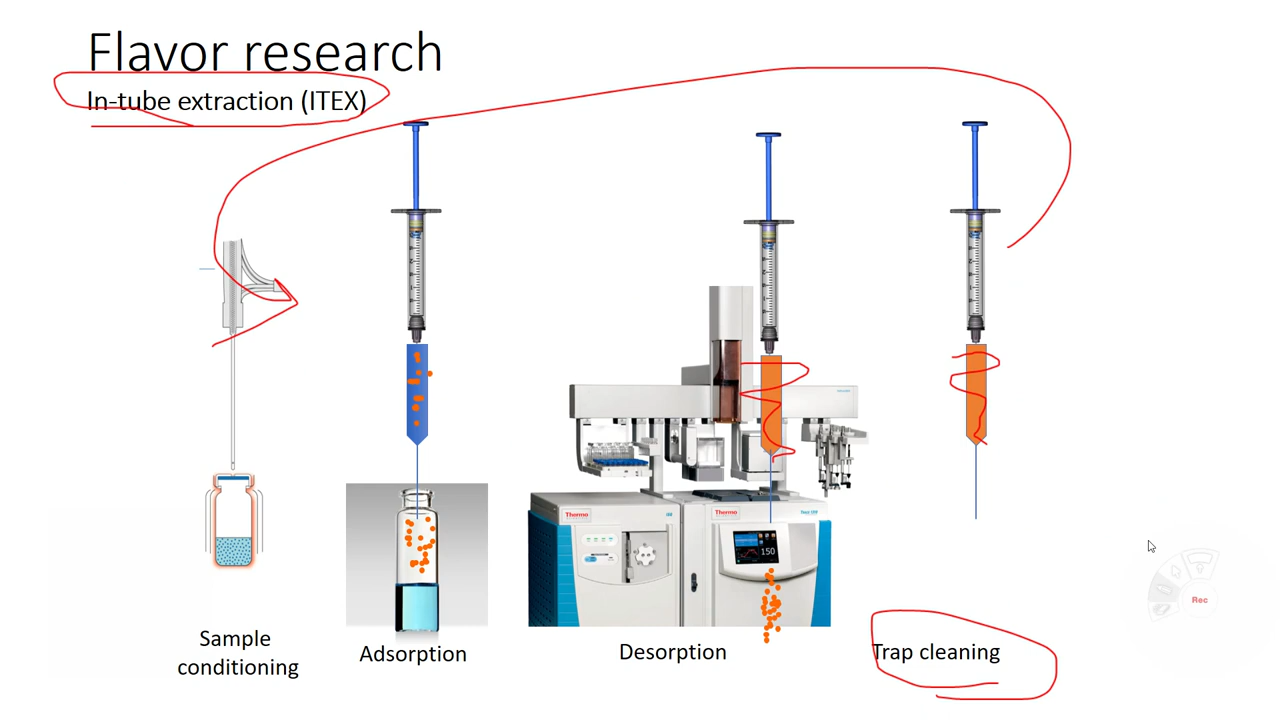 Flavor research
In-tube extraction (ITEX)
Thermo
Thermo
150
Sample
conditioning
Adsorption
Desorption
Trap cleaning
Rec